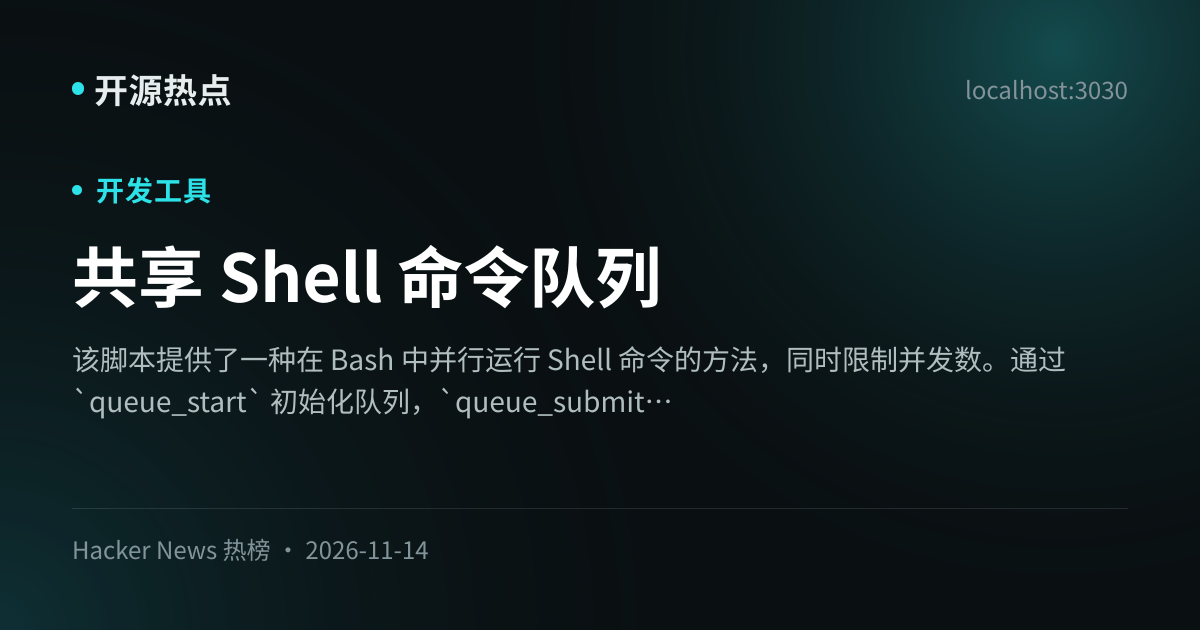 开源热点
localhost:3030
开发工具
共享 Shell 命令队列
该脚本提供了一种在 Bash 中并行运行 Shell 命令的方法，同时限制并发数。通过
`queue_start` 初始化队列，`queue_submit…
Hacker News 热榜 · 2026-11-14